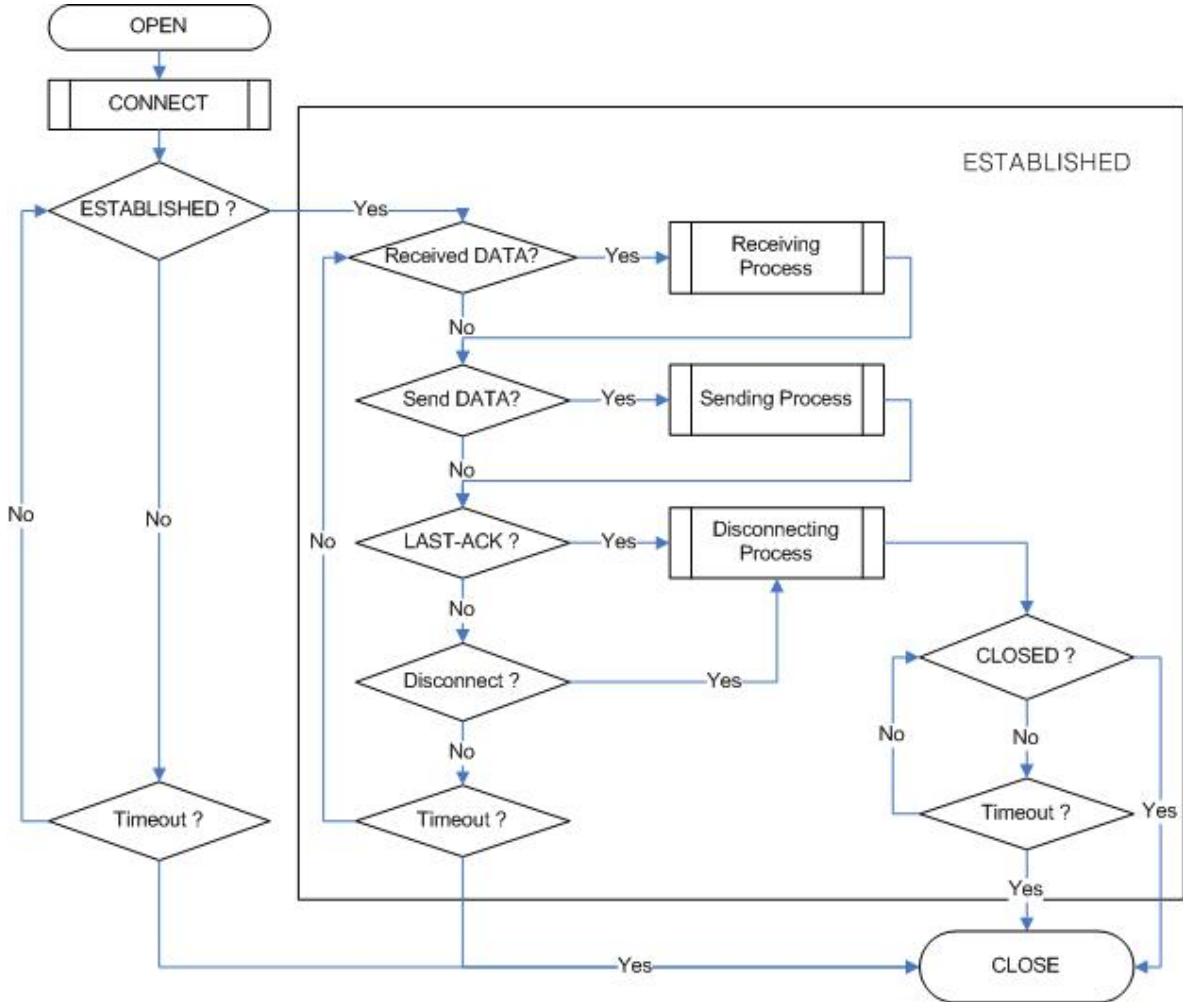 OPEN
CONNECT
ESTABLISHED
ESTABLISHED ?
Yes
Received DATA?
Yes
Receiving
Process
No
Send DATA?
Yes
Sending Process
No
No
No
No
LAST-ACK ?
Yes
Disconnecting
Process
No
CLOSED ?
Disconnect ?
Yes
No
No
No
Timeout ?
Timeout ?
Timeout ?
Yes
Yes
Yes
CLOSE